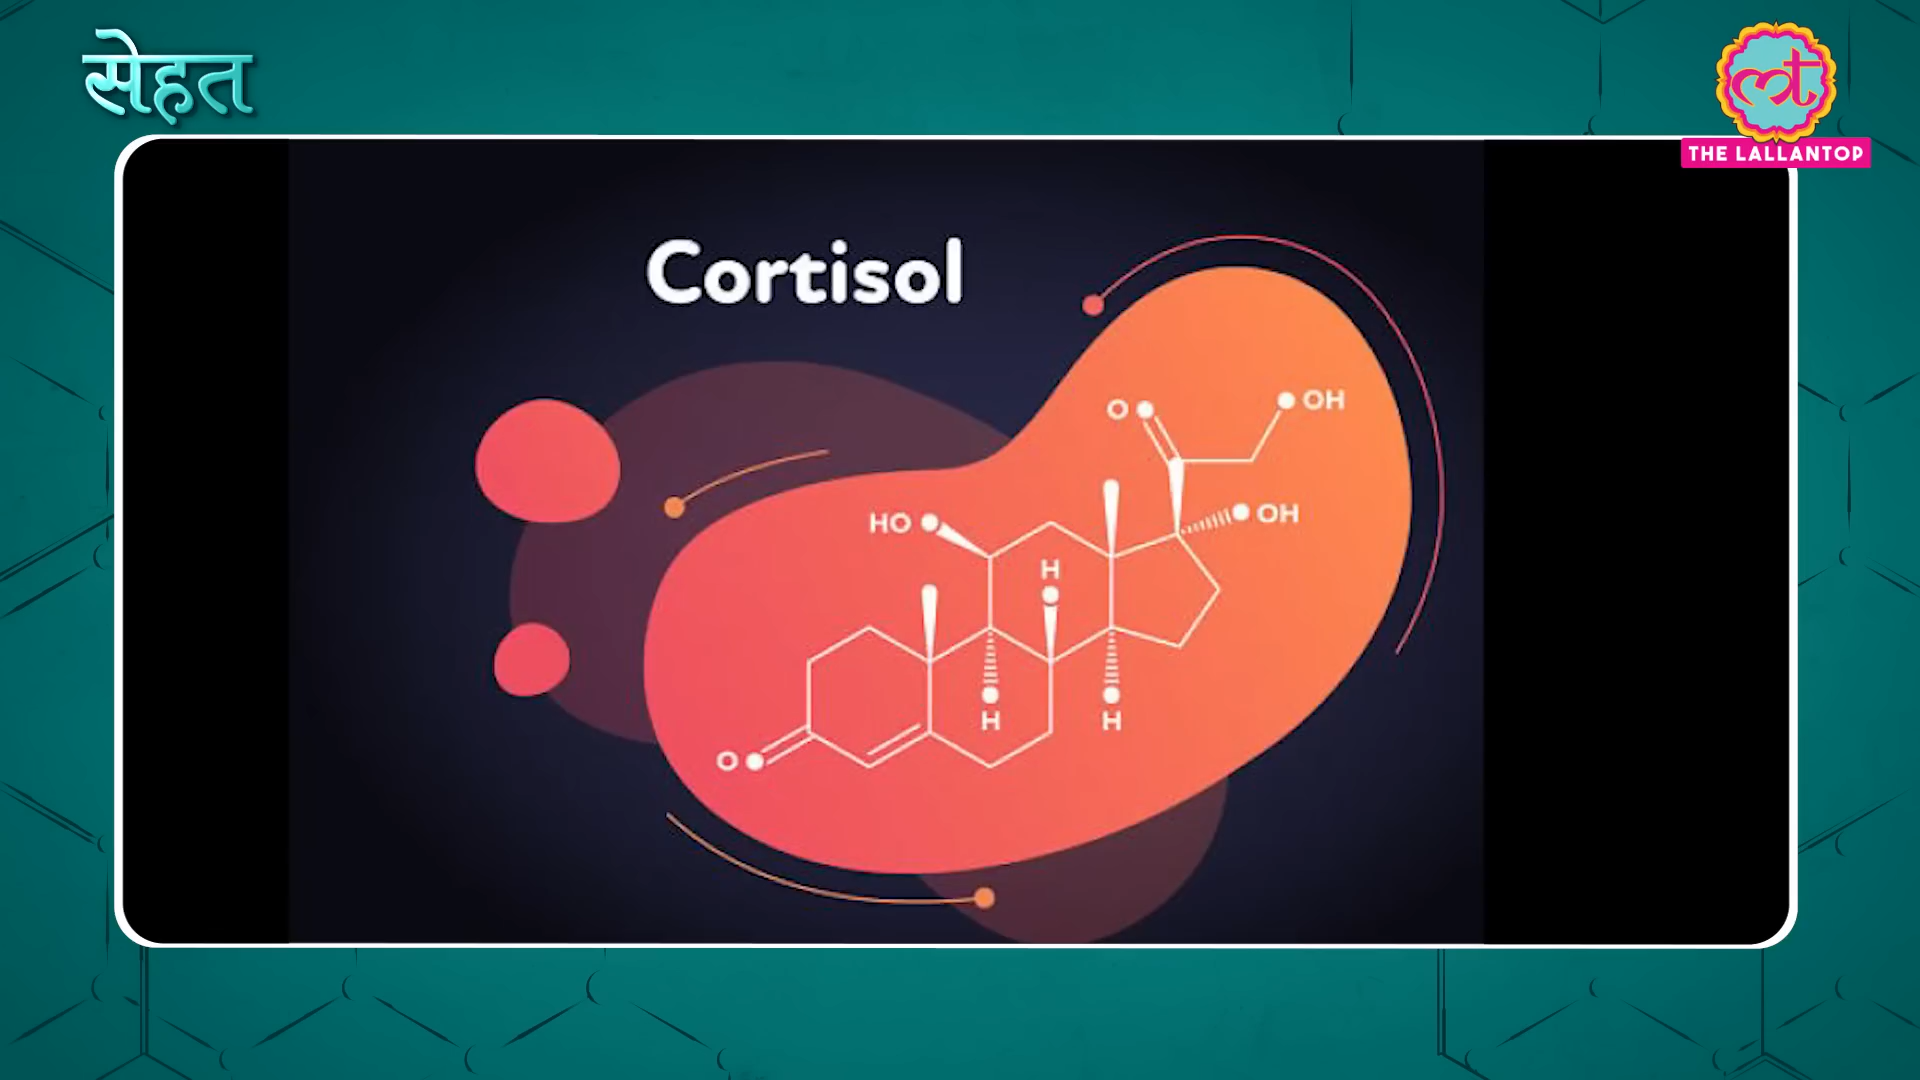 सेहत
THE LALLANTOP
Cortisol
O
OH
HO
OH
H
H
H
O